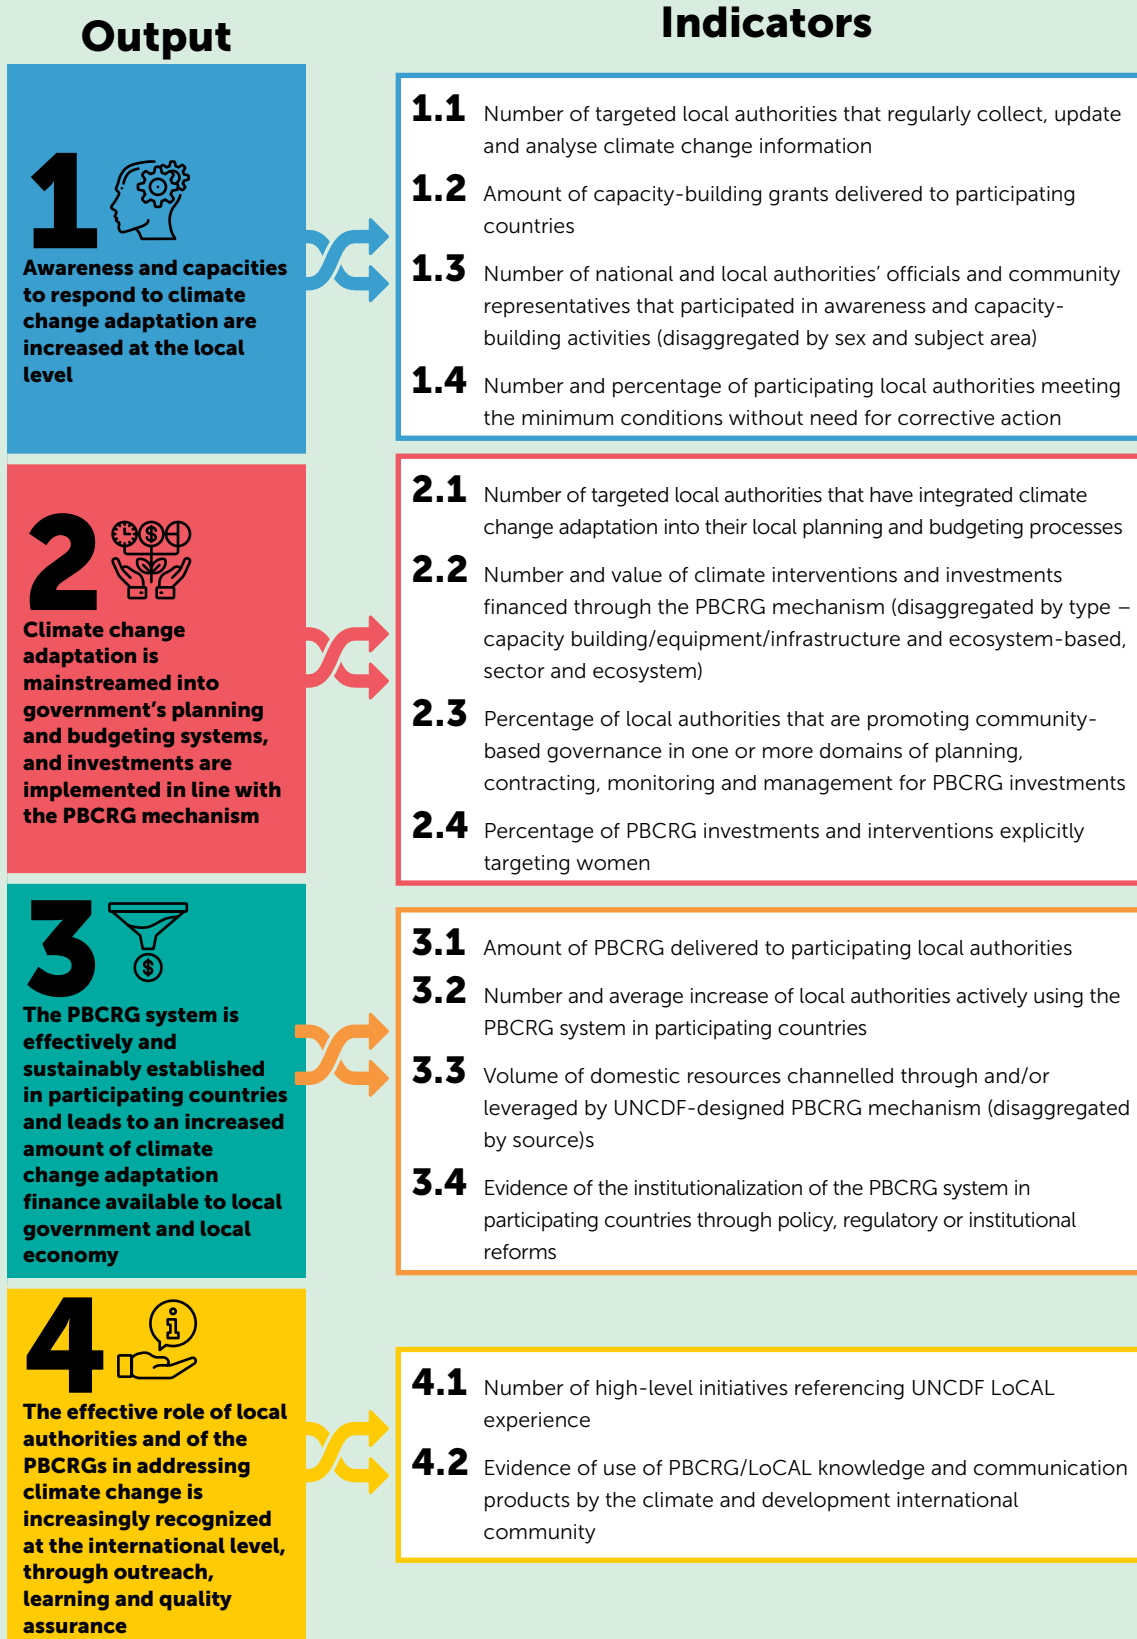 Output
Indicators
1
Awareness and capacities
to respond to climate
change adaptation are
increased at the local
level
1.1 Number of targeted local authorities that regularly collect, update
and analyse climate change information
1.2 Amount of capacity-building grants delivered to participating
countries
1.3 Number of national and local authorities’ officials and community
representatives that participated in awareness and capacity-
building activities (disaggregated by sex and subject area)
1.4 Number and percentage of participating local authorities meeting
the minimum conditions without need for corrective action
2
$
Climate change
adaptation is
mainstreamed into
government’s planning
and budgeting systems,
and investments are
implemented in line with
the PBCRG mechanism
2.1 Number of targeted local authorities that have integrated climate
change adaptation into their local planning and budgeting processes
2.2 Number and value of climate interventions and investments
financed through the PBCRG mechanism (disaggregated by type –
capacity building/equipment/infrastructure and ecosystem-based,
sector and ecosystem)
2.3 Percentage of local authorities that are promoting community-
based governance in one or more domains of planning,
contracting, monitoring and management for PBCRG investments
2.4 Percentage of PBCRG investments and interventions explicitly
targeting women
3
$
The PBCRG system is
effectively and
sustainably established
in participating countries
and leads to an increased
amount of climate
change adaptation
finance available to local
government and local
economy
3.1 Amount of PBCRG delivered to participating local authorities
3.2 Number and average increase of local authorities actively using the
PBCRG system in participating countries
3.3 Volume of domestic resources channelled through and/or
leveraged by UNCDF-designed PBCRG mechanism (disaggregated
by source)s
3.4 Evidence of the institutionalization of the PBCRG system in
participating countries through policy, regulatory or institutional
reforms
4
i
The effective role of local
authorities and of the
PBCRGs in addressing
climate change is
increasingly recognized
at the international level,
through outreach,
learning and quality
assurance
4.1 Number of high-level initiatives referencing UNCDF LoCAL
experience
4.2 Evidence of use of PBCRG/LoCAL knowledge and communication
products by the climate and development international
community